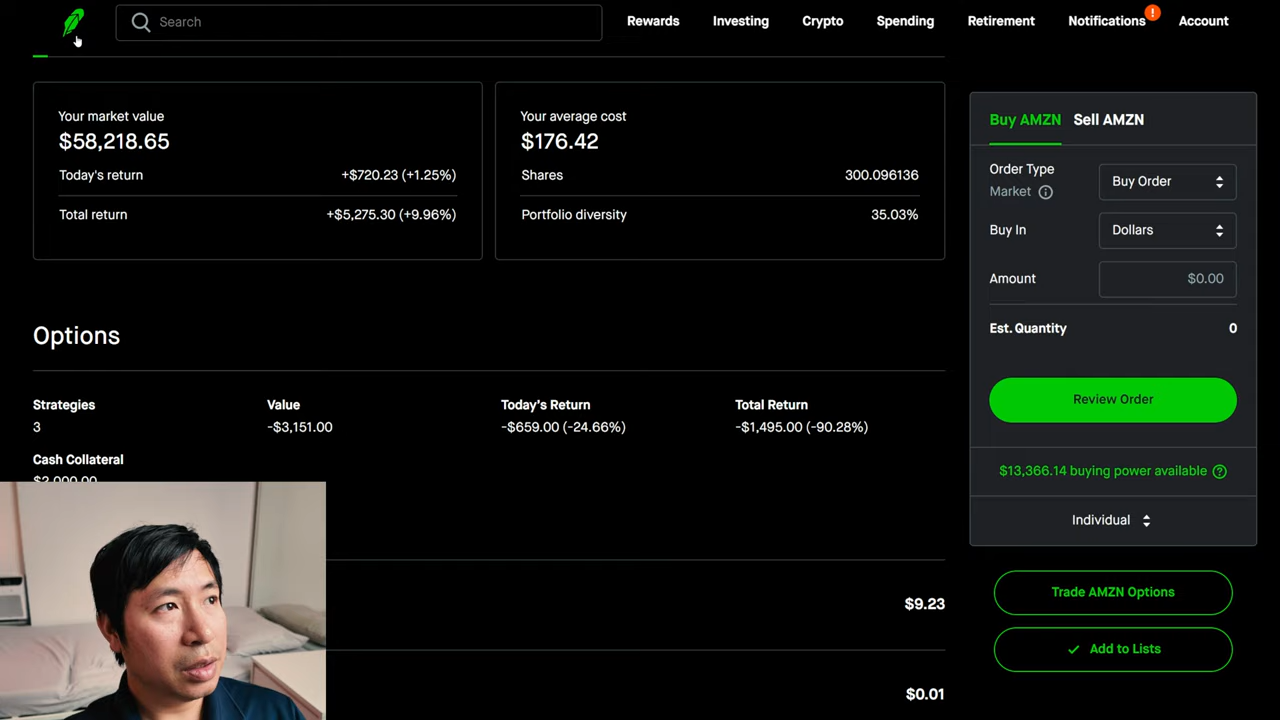 Search
Rewards
Investing
Crypto
Spending
Retirement
Notifications
!
Account
Your market value
$58,218.65
Today's return +$720.23 (+1.25%)
Total return +$5,275.30 (+9.96%)
Your average cost
$176.42
Shares 300.096136
Portfolio diversity 35.03%
Buy AMZN Sell AMZN
Order Type
Market
Buy Order
Buy In Dollars
Amount $0.00
Est. Quantity 0
Review Order
$13,366.14 buying power available
Individual
Trade AMZN Options
Add to Lists
Options
Strategies Value Today's Return Total Return
3 -$3,151.00 -$659.00 (-24.66%) -$1,495.00 (-90.28%)
Cash Collateral
$2,000.00
$9.23
$0.01